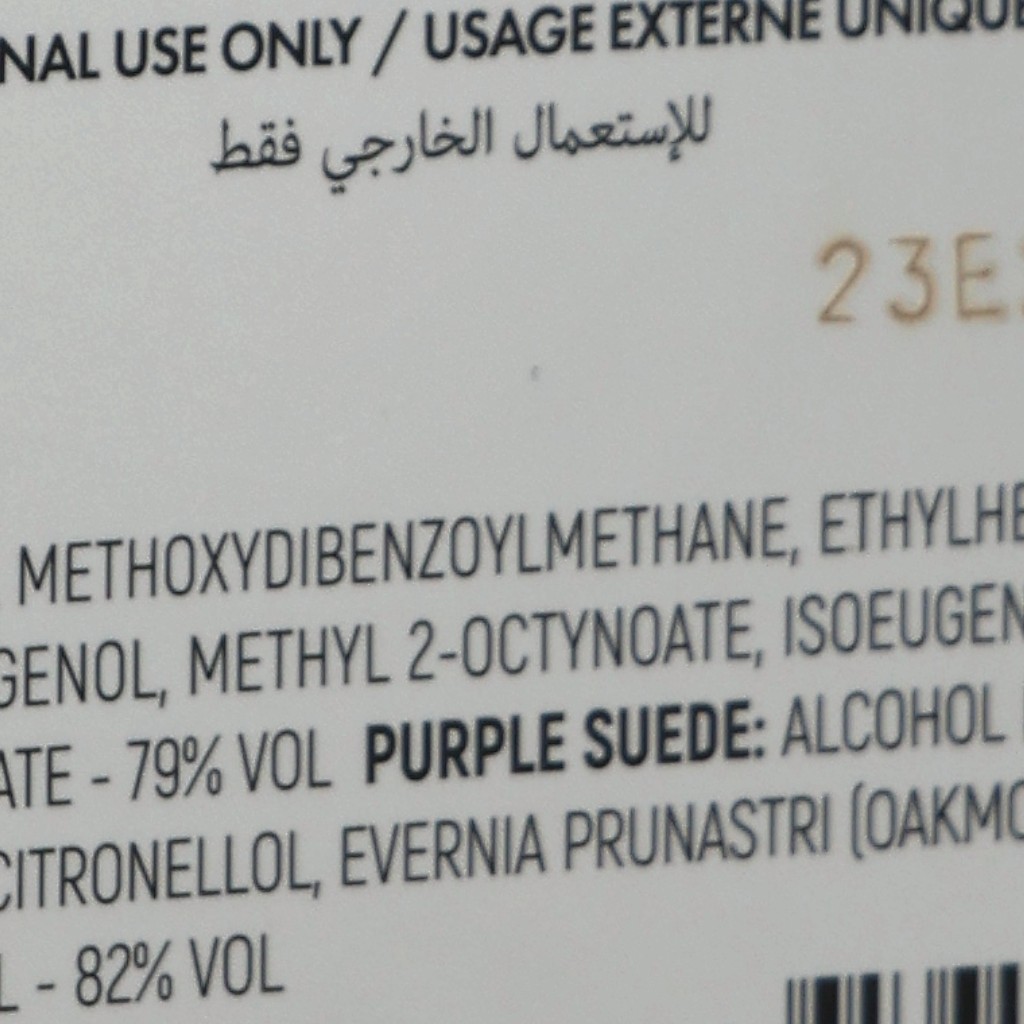 NAL USE ONLY / USAGE EXTERNE UNIQUE
للإستعمال الخارجي فقط
23E
METHOXYDIBENZOYLMETHANE, ETHYLHE
GENOL, METHYL 2-OCTYNOATE, ISOEUGEN
ATE - 79% VOL PURPLE SUEDE: ALCOHOL
CITRONELLOL, EVERNIA PRUNASTRI (OAKMO
L - 82% VOL